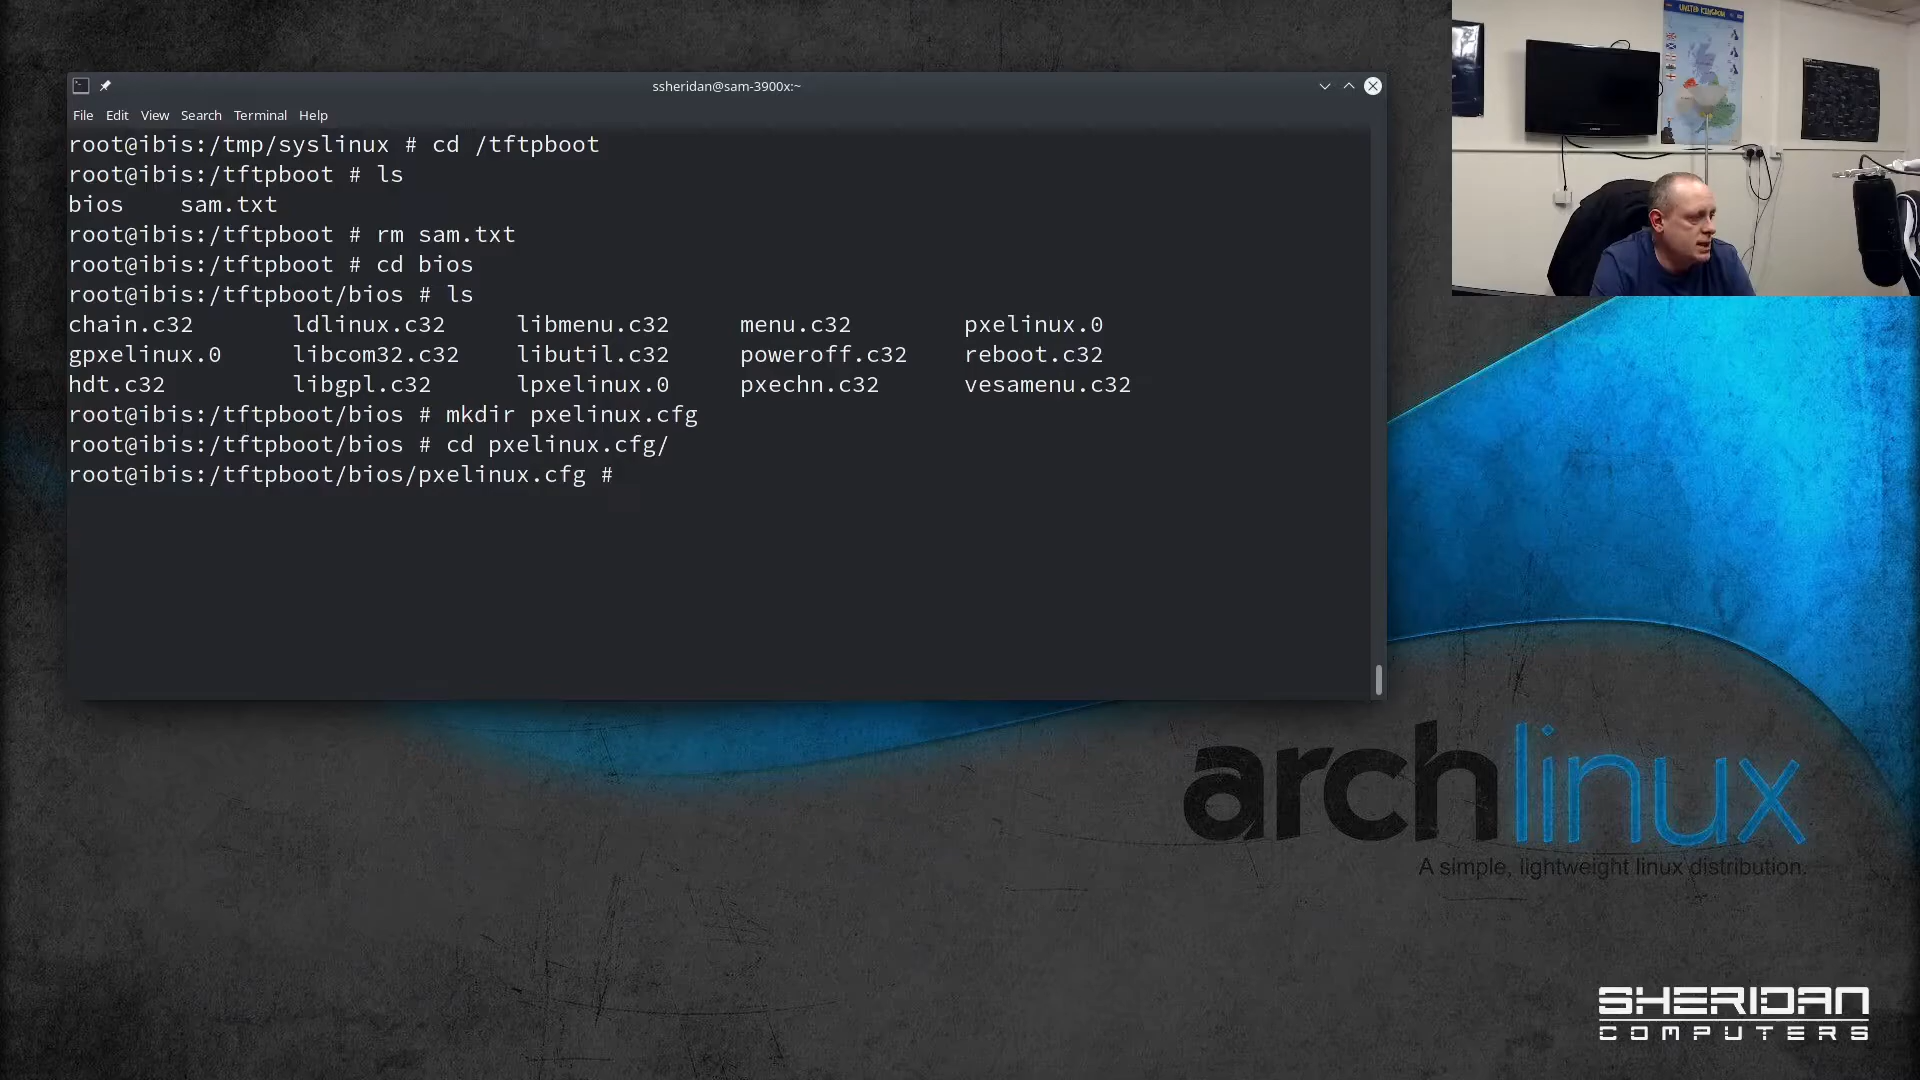 ssheridan@sam-3900x:~
File Edit View Search Terminal Help
root@ibis:/tmp/syslinux # cd /tftpboot
root@ibis:/tftpboot # ls
bios sam.txt
root@ibis:/tftpboot # rm sam.txt
root@ibis:/tftpboot # cd bios
root@ibis:/tftpboot/bios # ls
chain.c32 ldlinux.c32 libmenu.c32 menu.c32 pxelinux.0
gpxelinux.0 libcom32.c32 libutil.c32 poweroff.c32 reboot.c32
hdt.c32 libgpl.c32 lpxelinux.0 pxechn.c32 vesamenu.c32
root@ibis:/tftpboot/bios # mkdir pxelinux.cfg
root@ibis:/tftpboot/bios # cd pxelinux.cfg/
root@ibis:/tftpboot/bios/pxelinux.cfg #
UNITED KINGDOM
archlinux
A simple, lightweight linux distribution.
SHERIDAN
COMPUTERS